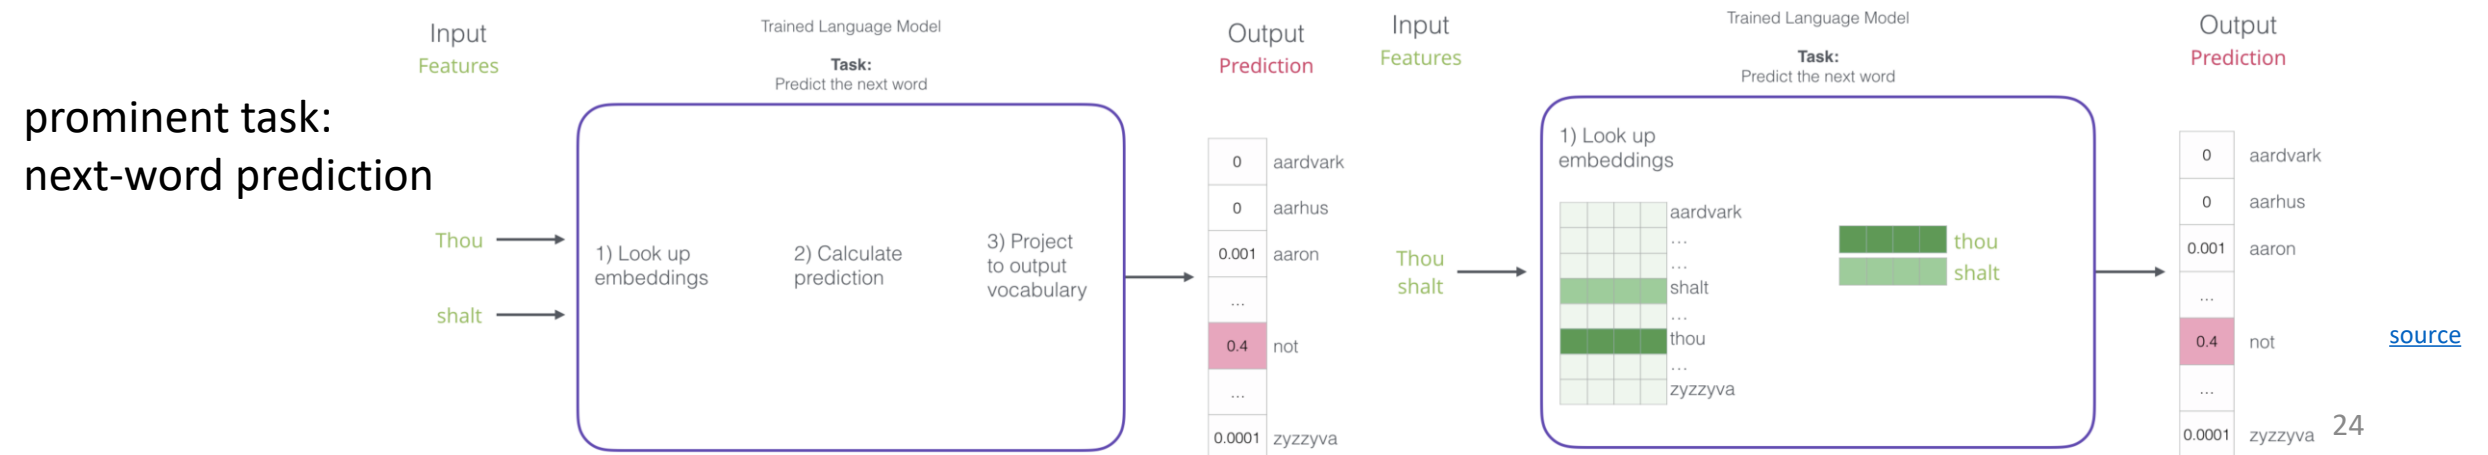 prominent task:
next-word prediction
Input
Features
Trained Language Model
Task:
Predict the next word
Output
Prediction
Thou
shalt
1) Look up
embeddings
2) Calculate
prediction
3) Project
to output
vocabulary
0 aardvark
0 aarhus
0.001 aaron
...
0.4 not
...
0.0001 zyzzyva
Input
Features
Trained Language Model
Task:
Predict the next word
Output
Prediction
Thou
shalt
1) Look up
embeddings
aardvark
...
...
shalt
...
thou
...
zyzzyva
thou
shalt
0 aardvark
0 aarhus
0.001 aaron
...
0.4 not
...
0.0001 zyzzyva
source
24